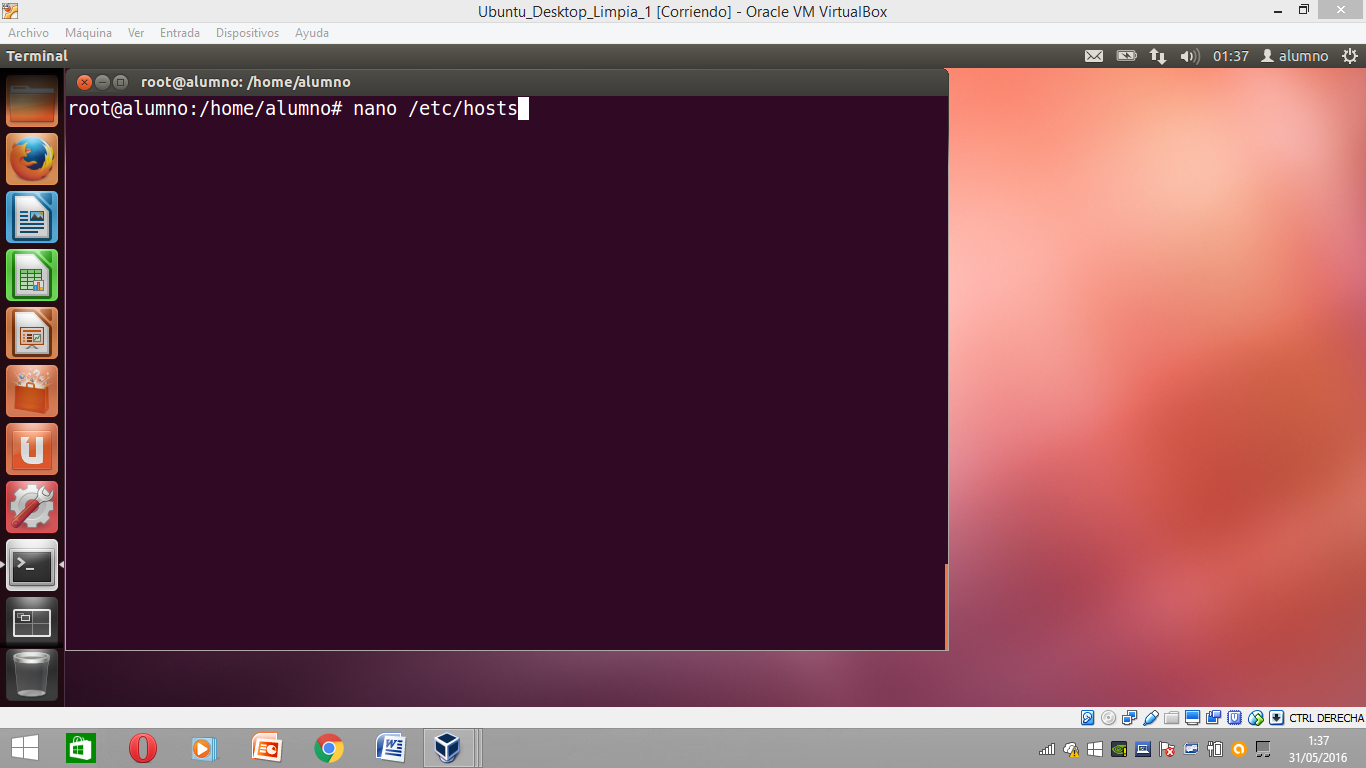 Ubuntu_Desktop_Limpia_1 [Corriendo] - Oracle VM VirtualBox
Archivo Máquina Ver Entrada Dispositivos Ayuda
Terminal 01:37 alumno
root@alumno: /home/alumno
root@alumno:/home/alumno# nano /etc/hosts
CTRL DERECHA
1:37
31/05/2016